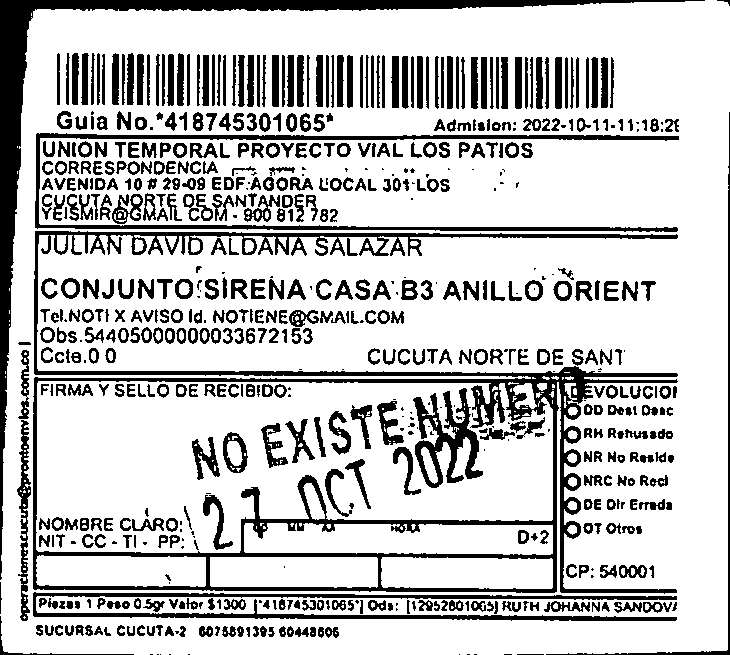 Guia No.*418745301065*
Admision: 2022-10-11-11:18:2
UNION TEMPORAL PROYECTO VIAL LOS PATIOS
CORRESPONDENCIA
AVENIDA 10 # 29-09 EDF.AGORA LOCAL 301 LOS
CUCUTA NORTE DE SANTANDER
YEISMIR@GMAIL COM - 900 812 782
JULIAN DAVID ALDANA SALAZAR
CONJUNTO SIRENA CASA B3 ANILLO ORIENT
Tel.NOTI X AVISO Id. NOTIENE@GMAIL.COM
Obs.54405000000033672153
Ccte.0 0
CUCUTA NORTE DE SANT
operacionescucuta@prontoenvios.com.co |
FIRMA Y SELLO DE RECIBIDO:
NO EXISTE NUMERO
27 OCT 2022
DEVOLUCIO
DD Dest Desc
RH Rehusado
NR No Reside
NRC No Recl
DE Dir Errada
OT Otros
NOMBRE CLARO:
NIT - CC - TI - PP:
DD MM AA HORA
D+2
CP: 540001
Piezas 1 Peso 0.5gr Valor $1300 [*418745301065*] Ods: [12952801065] RUTH JOHANNA SANDOV
SUCURSAL CUCUTA-2 6075891395 60448606